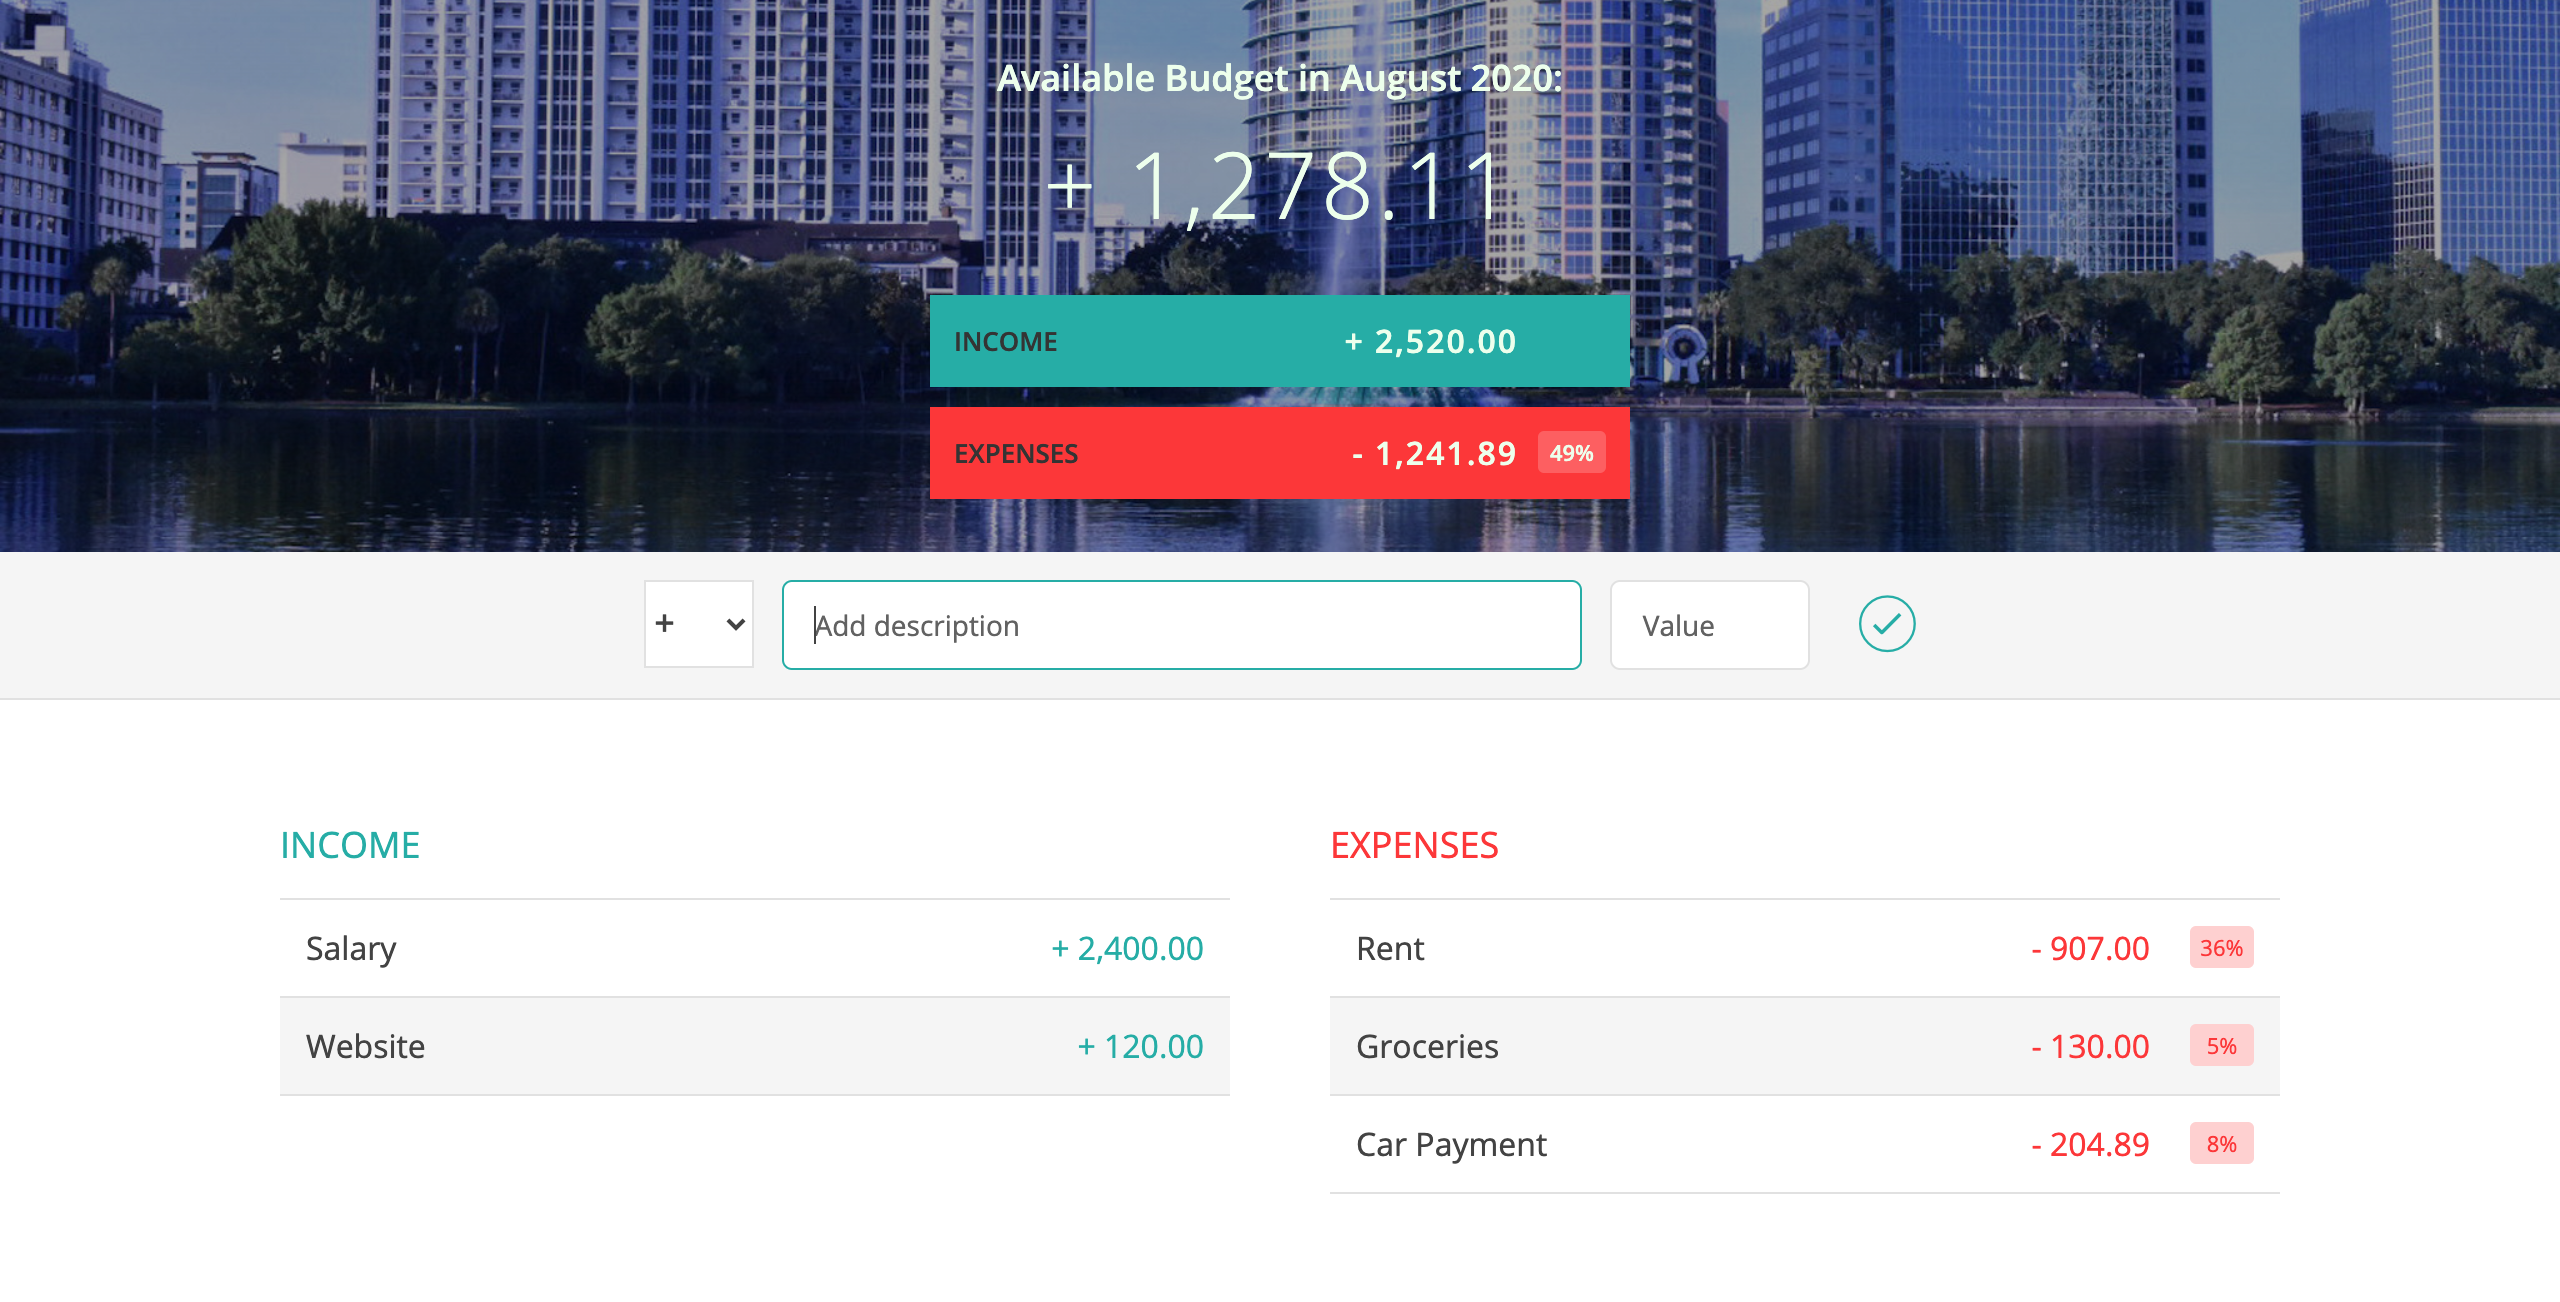 Available Budget in August 2020:
+ 1,278.11
INCOME + 2,520.00
EXPENSES - 1,241.89 49%
+ Add description Value
INCOME
Salary + 2,400.00
Website + 120.00
EXPENSES
Rent - 907.00 36%
Groceries - 130.00 5%
Car Payment - 204.89 8%